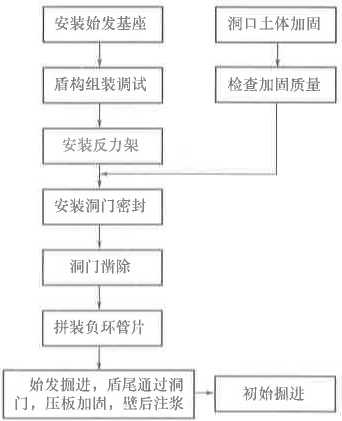 安装始发基座
洞口土体加固
盾构组装调试
检查加固质量
安装反力架
安装洞门密封
洞门凿除
拼装负环管片
始发掘进，盾尾通过洞
门，压板加固，壁后注浆
初始掘进